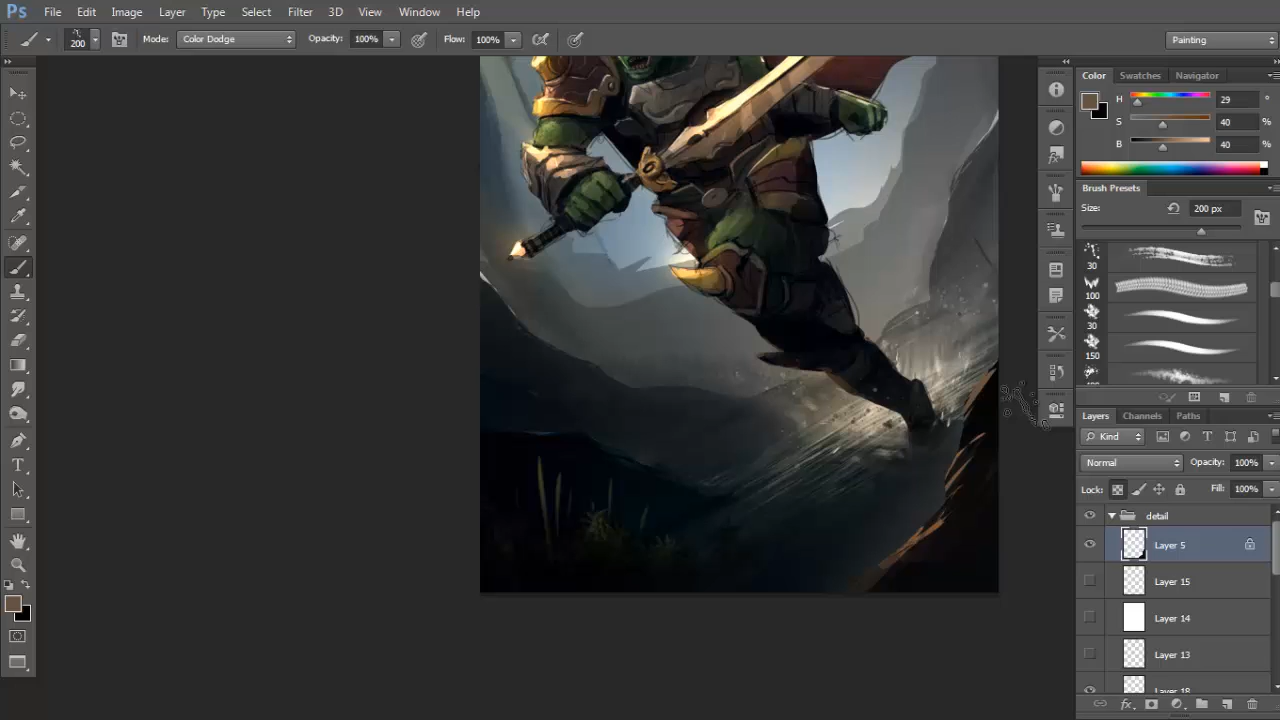 Ps File Edit Image Layer Type Select Filter 3D View Window Help
200 Mode: Color Dodge Opacity: 100% Flow: 100% Painting
Color Swatches Navigator
H 29 °
S 40 %
B 40 %
Brush Presets
Size: 200 px
30
100
30
150
Layers Channels Paths
Kind
Normal Opacity: 100%
Lock: Fill: 100%
detail
Layer 5
Layer 15
Layer 14
Layer 13
Layer 18